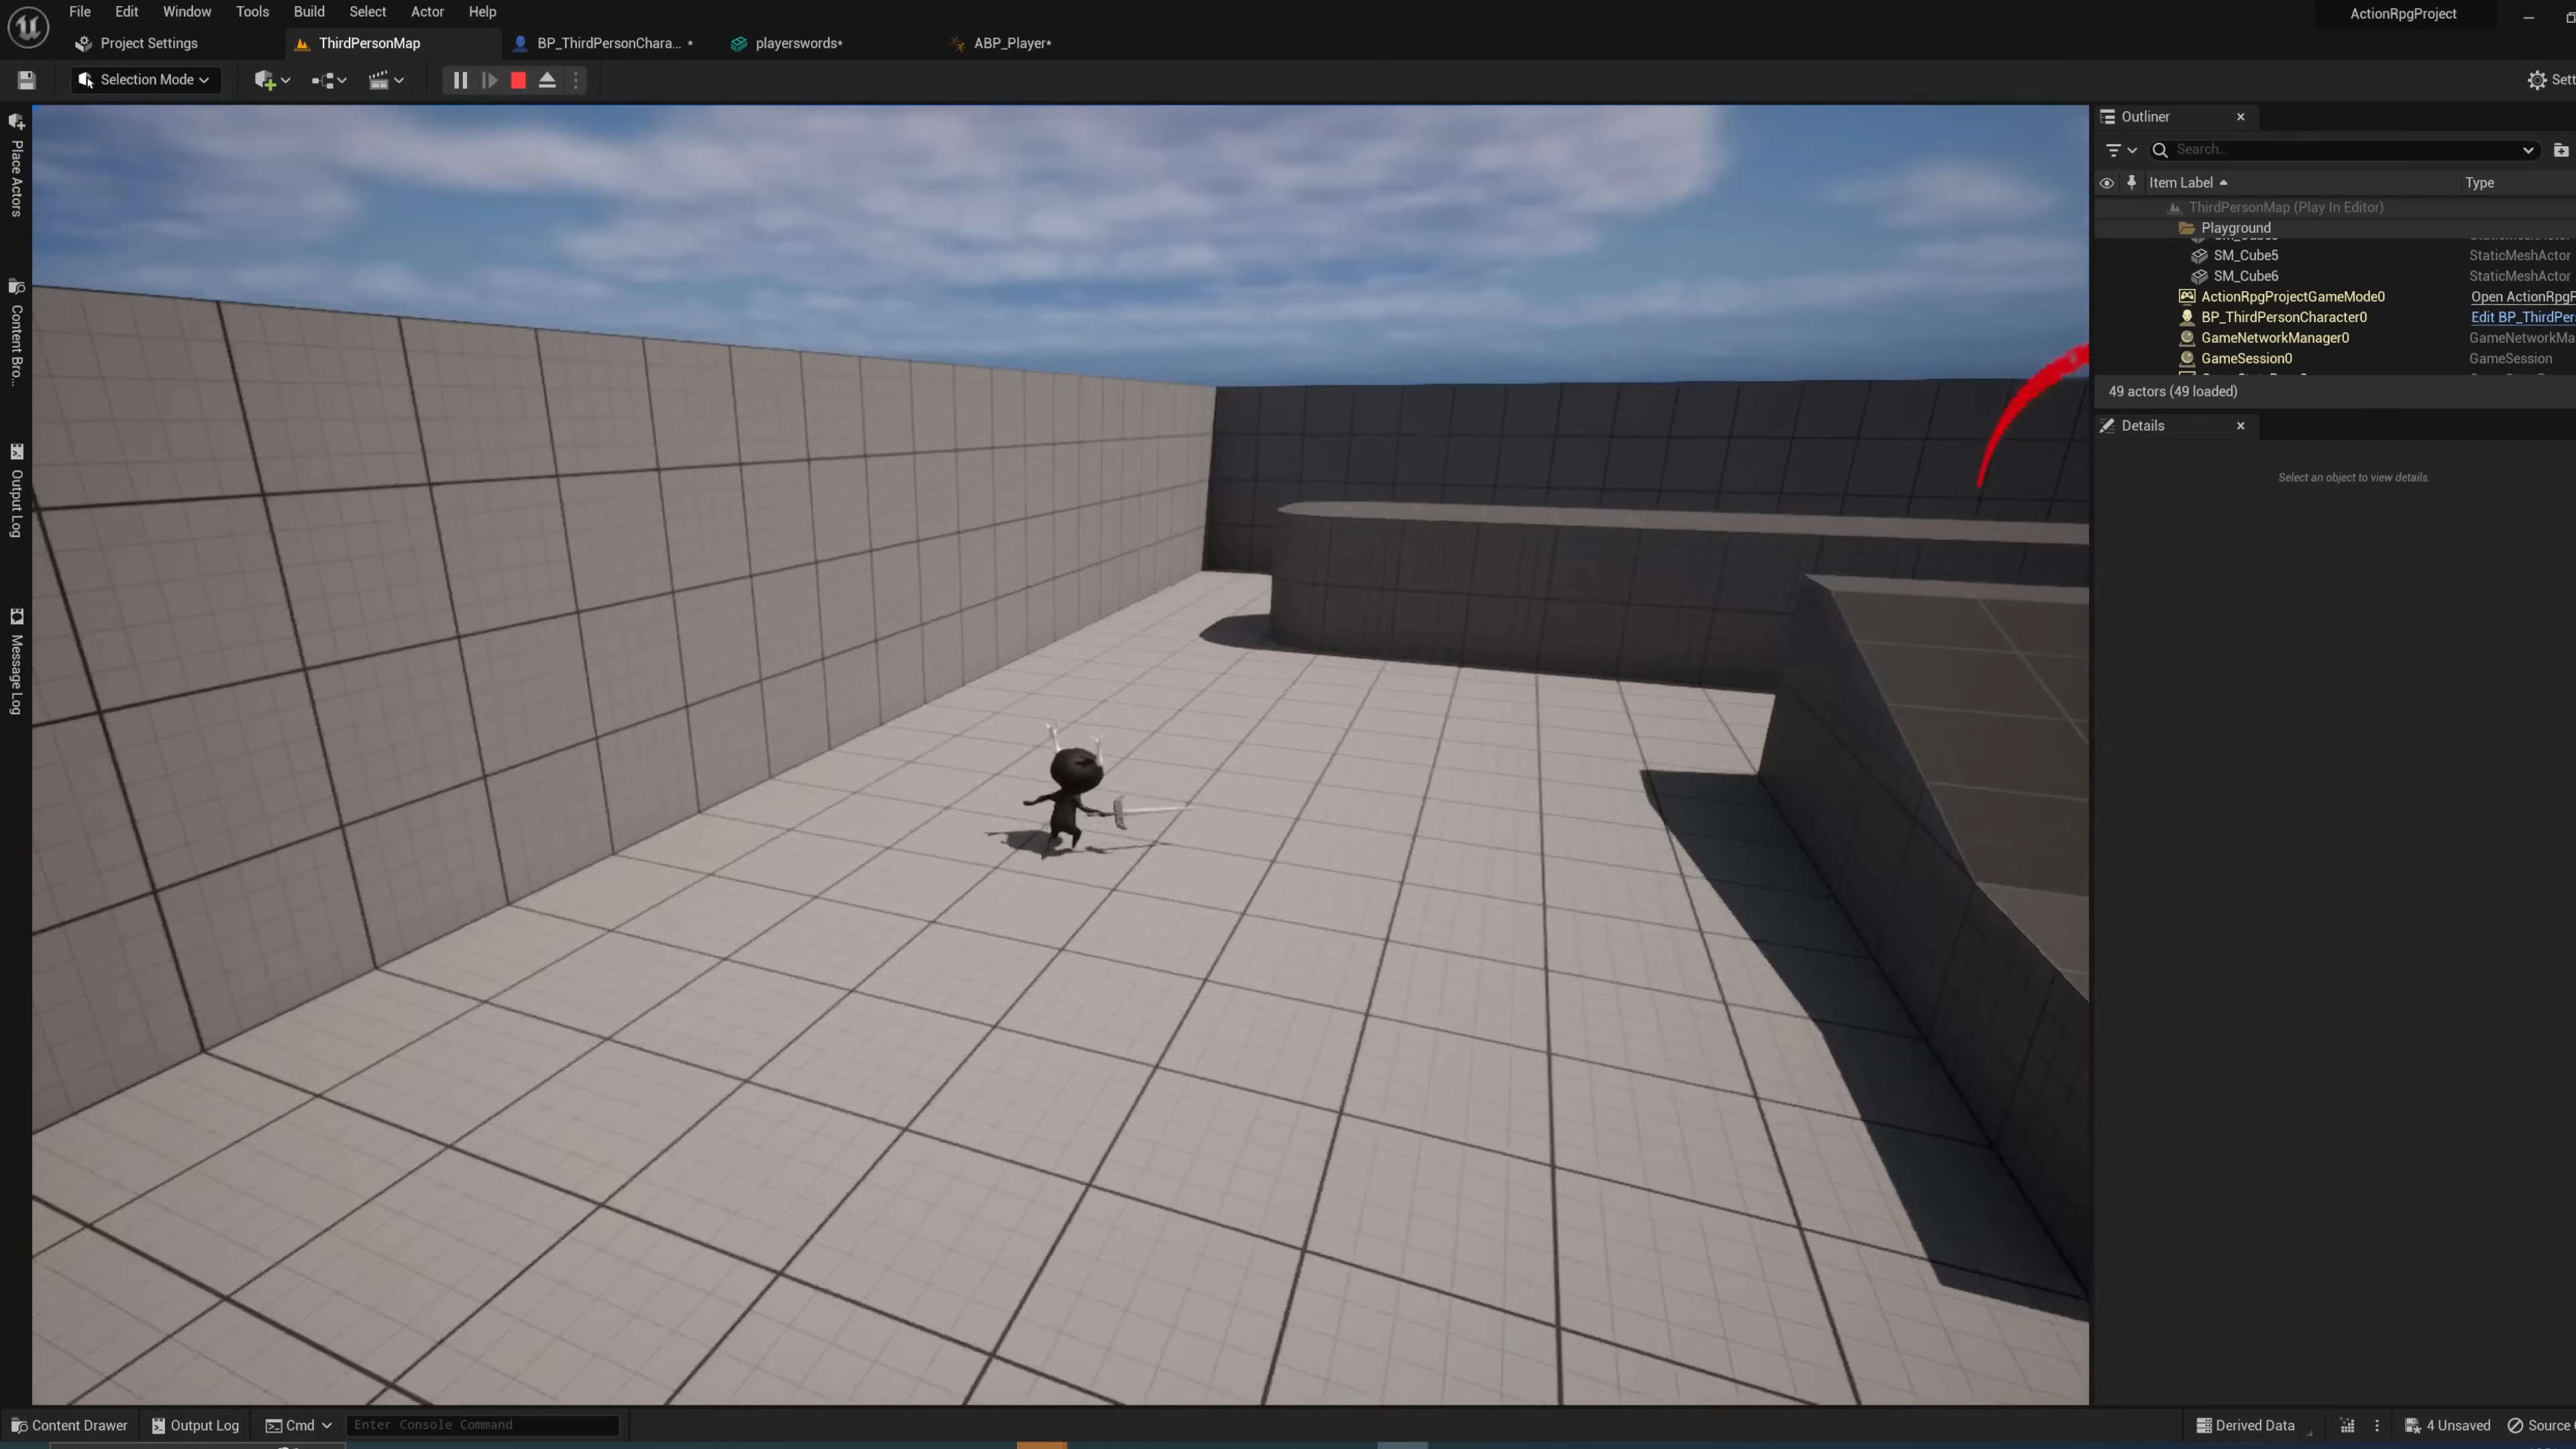 File Edit Window Tools Build Select Actor Help
ActionRpgProject
Project Settings ThirdPersonMap BP_ThirdPersonChara... * playerswords* ABP_Player*
Selection Mode
Sett
Place Actors
Content Bro...
Output Log
Message Log
Outliner
Search...
Item Label Type
ThirdPersonMap (Play In Editor)
Playground
SM_Cube5 StaticMeshActor
SM_Cube6 StaticMeshActor
ActionRpgProjectGameMode0 Open ActionRpgP
BP_ThirdPersonCharacter0 Edit BP_ThirdPer
GameNetworkManager0 GameNetworkMa
GameSession0 GameSession
49 actors (49 loaded)
Details
Select an object to view details.
Content Drawer Output Log Cmd Enter Console Command
Derived Data 4 Unsaved Source